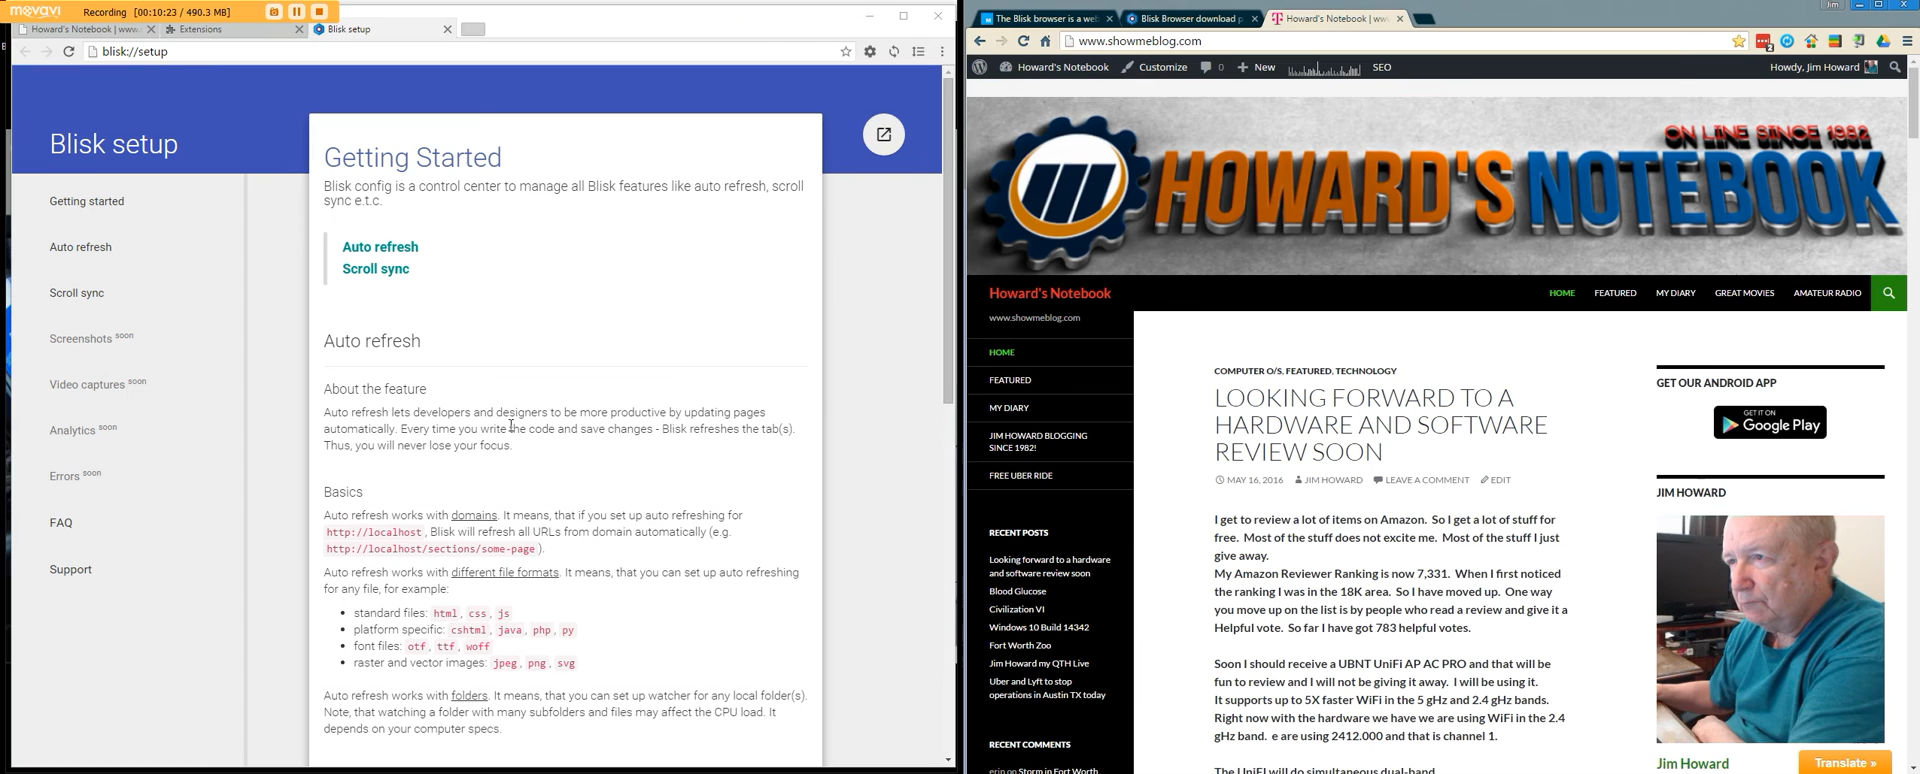 movavi
Recording [00:10:23 / 490.3 MB]
Howard's Notebook | www.
Extensions
Blisk setup
blisk://setup
Blisk setup
Getting started
Auto refresh
Scroll sync
Screenshots soon
Video captures soon
Analytics soon
Errors soon
FAQ
Support
Getting Started
Blisk config is a control center to manage all Blisk features like auto refresh, scroll
sync e.t.c.
Auto refresh
Scroll sync
Auto refresh
About the feature
Auto refresh lets developers and designers to be more productive by updating pages
automatically. Every time you write the code and save changes - Blisk refreshes the tab(s).
Thus, you will never lose your focus.
Basics
Auto refresh works with domains. It means, that if you set up auto refreshing for
http://localhost , Blisk will refresh all URLs from domain automatically (e.g.
http://localhost/sections/some-page ).
Auto refresh works with different file formats. It means, that you can set up auto refreshing
for any file, for example:
• standard files: html , css , js
• platform specific: cshtml , java , php , py
• font files: otf , ttf , woff
• raster and vector images: jpeg , png , svg
Auto refresh works with folders. It means, that you can set up watcher for any local folder(s).
Note, that watching a folder with many subfolders and files may affect the CPU load. It
depends on your computer specs.
Jim
The Blisk browser is a we
Blisk Browser download p
Howard's Notebook | ww
www.showmeblog.com
Howard's Notebook
Customize
0
New
SEO
Howdy, Jim Howard
ON LINE SINCE 1982
HOWARD'S NOTEBOOK
Howard's Notebook
www.showmeblog.com
HOME
FEATURED
MY DIARY
GREAT MOVIES
AMATEUR RADIO
HOME
FEATURED
MY DIARY
JIM HOWARD BLOGGING
SINCE 1982!
FREE UBER RIDE
RECENT POSTS
Looking forward to a hardware
and software review soon
Blood Glucose
Civilization VI
Windows 10 Build 14342
Fort Worth Zoo
Jim Howard my QTH Live
Uber and Lyft to stop
operations in Austin TX today
RECENT COMMENTS
erin on Storm in Fort Worth
COMPUTER O/S, FEATURED, TECHNOLOGY
LOOKING FORWARD TO A
HARDWARE AND SOFTWARE
REVIEW SOON
MAY 16, 2016
JIM HOWARD
LEAVE A COMMENT
EDIT
I get to review a lot of items on Amazon. So I get a lot of stuff for
free. Most of the stuff does not excite me. Most of the stuff I just
give away.
My Amazon Reviewer Ranking is now 7,331. When I first noticed
the ranking I was in the 18K area. So I have moved up. One way
you move up on the list is by people who read a review and give it a
Helpful vote. So far I have got 783 helpful votes.
Soon I should receive a UBNT UniFi AP AC PRO and that will be
fun to review and I will not be giving it away. I will be using it.
It supports up to 5X faster WiFi in the 5 gHz and 2.4 gHz bands.
Right now with the hardware we have we are using WiFi in the 2.4
gHz band. e are using 2412.000 and that is channel 1.
The UniFI will do simultaneous dual-band
GET OUR ANDROID APP
GET IT ON
Google Play
JIM HOWARD
Jim Howard
Translate »